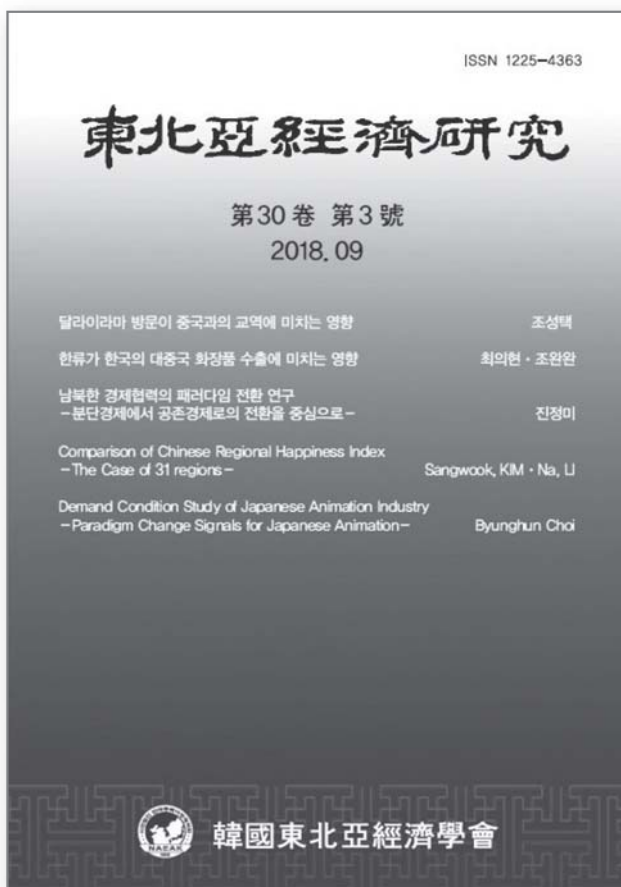 ISSN 1225-4363
東北亞經濟硏究
第30卷 第3號
2018. 09
달라이라마 방문이 중국과의 교역에 미치는 영향 조성택
한류가 한국의 대중국 화장품 수출에 미치는 영향 최의현・조완완
남북한 경제협력의 패러다임 전환 연구
-분단경제에서 공존경제로의 전환을 중심으로- 진정미
Comparison of Chinese Regional Happiness Index
-The Case of 31 regions- Sangwook, KIM・Na, LI
Demand Condition Study of Japanese Animation Industry
-Paradigm Change Signals for Japanese Animation- Byunghun Choi
NAEAK
韓國東北亞經濟學會